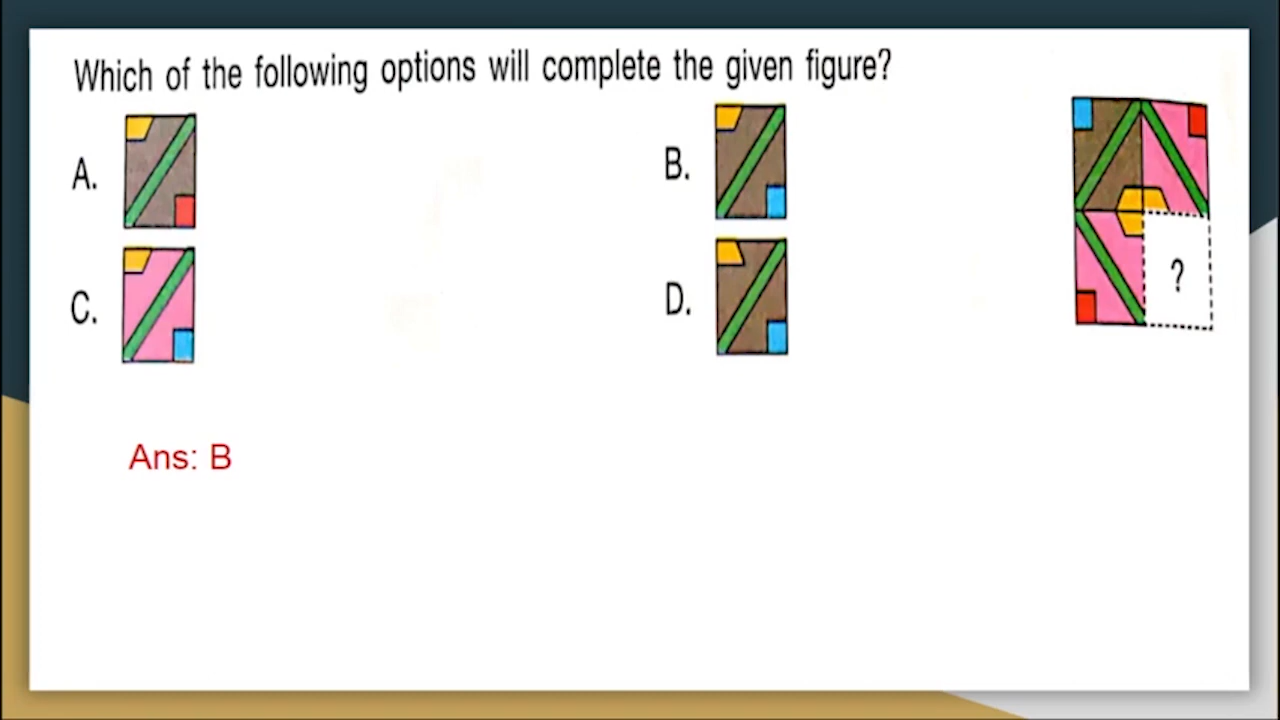 Which of the following options will complete the given figure?
A.
B.
C.
D.
?
Ans: B